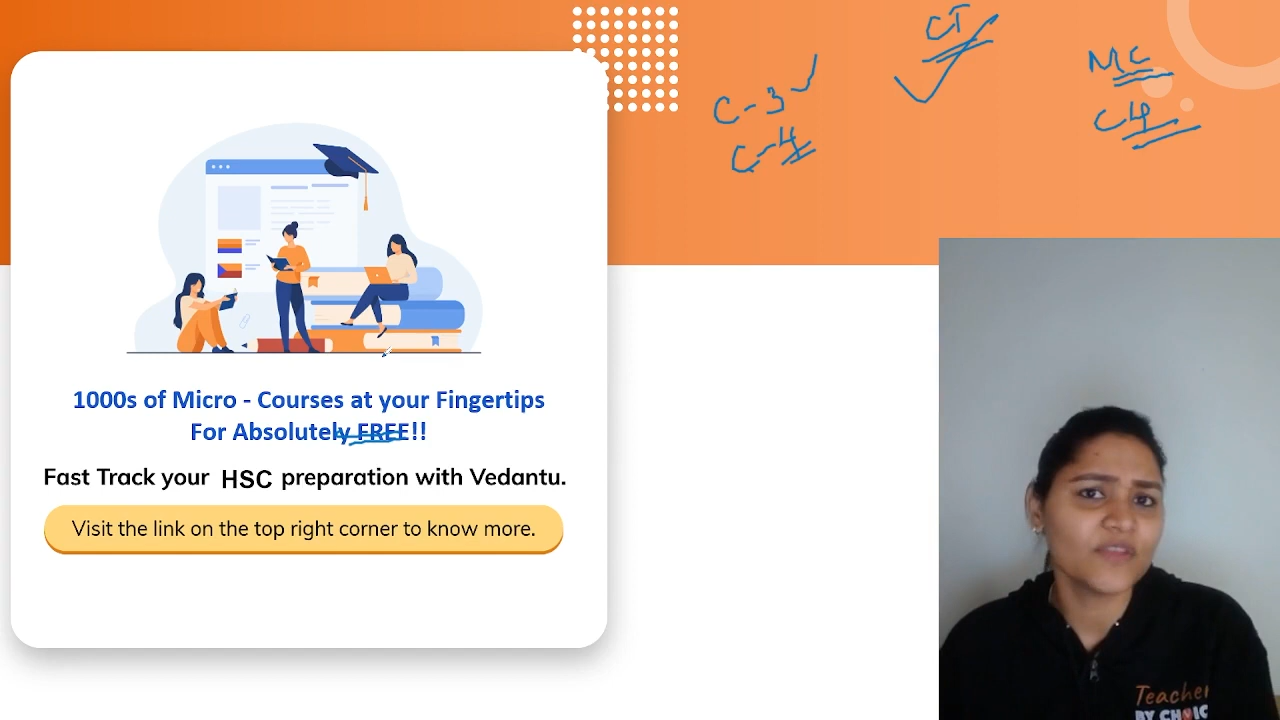 CT
MC
C-3
C4
C-4
1000s of Micro - Courses at your Fingertips
For Absolutely FREE!!
Fast Track your HSC preparation with Vedantu.
Visit the link on the top right corner to know more.
Teacher
BY CHOIC